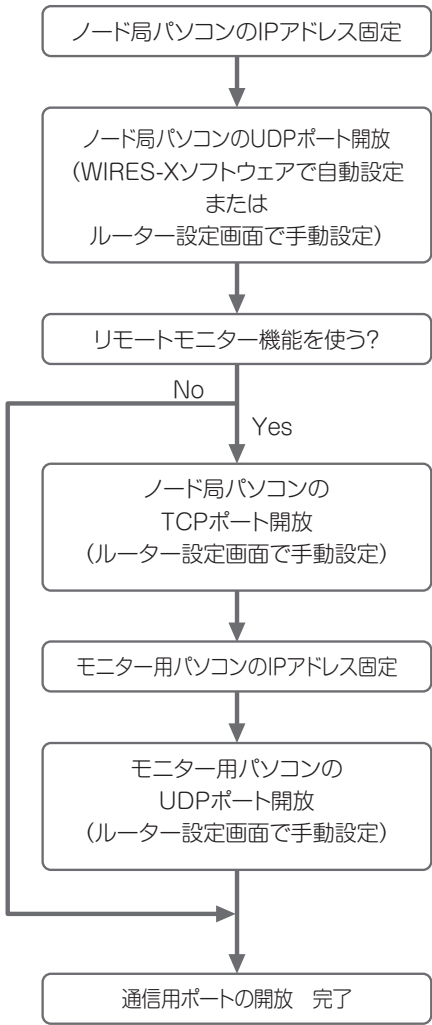 ノード局パソコンのIPアドレス固定
ノード局パソコンのUDPポート開放
（WIRES-Xソフトウェアで自動設定
または
ルーター設定画面で手動設定）
リモートモニター機能を使う?
No
Yes
ノード局パソコンの
TCPポート開放
（ルーター設定画面で手動設定）
モニター用パソコンのIPアドレス固定
モニター用パソコンの
UDPポート開放
（ルーター設定画面で手動設定）
通信用ポートの開放　完了